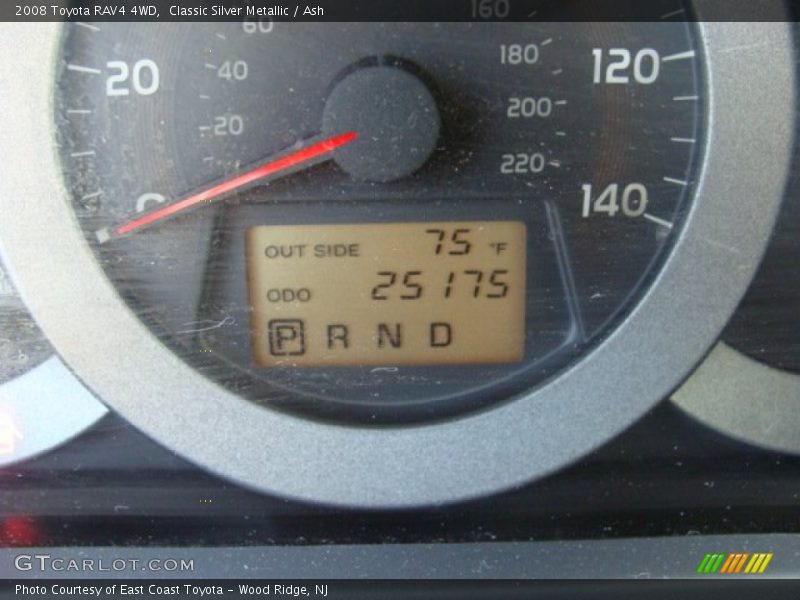 2008 Toyota RAV4 4WD,  Classic Silver Metallic / Ash
160
60
180
120
20
40
200
20
220
0
140
OUT SIDE 75 °F
ODO 25175
P R N D
GTCARLOT.COM
Photo Courtesy of East Coast Toyota - Wood Ridge, NJ